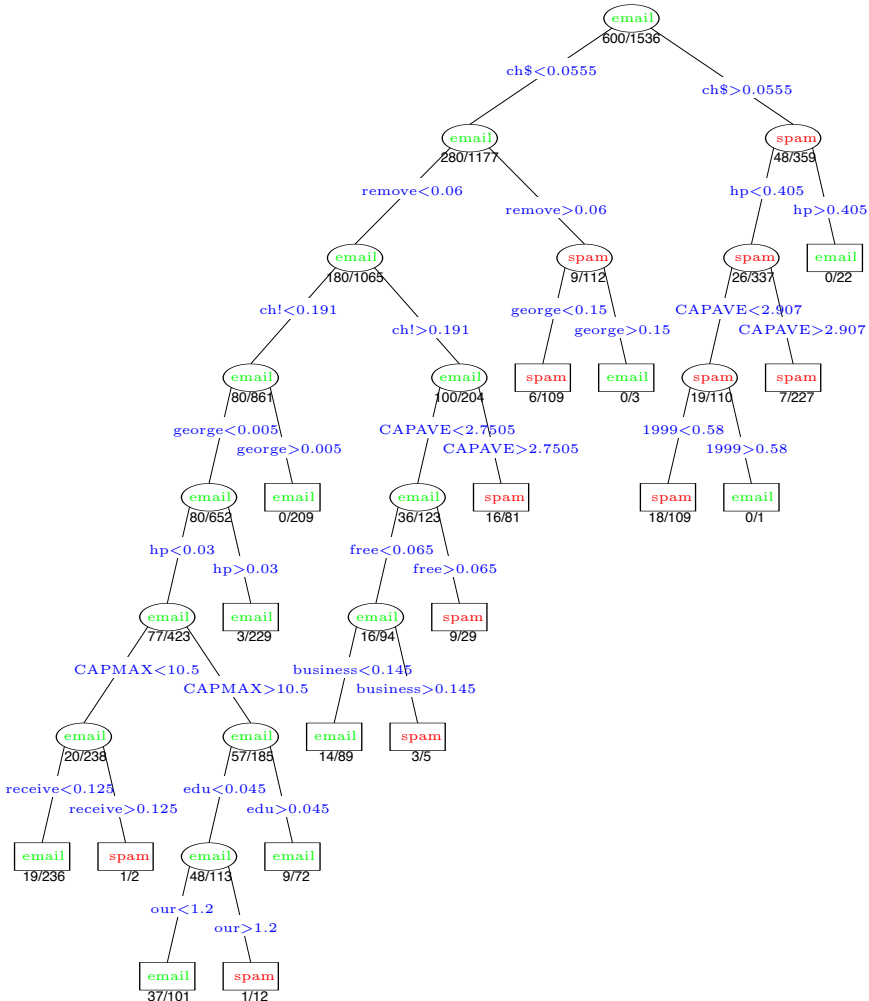 email
600/1536
ch$<0.0555
ch$>0.0555
email
280/1177
spam
48/359
remove<0.06
hp<0.405
remove>0.06
hp>0.405
email
180/1065
spam
9/112
spam
26/337
email
0/22
ch!<0.191
george<0.15
CAPAVE<2.907
ch!>0.191
george>0.15
CAPAVE>2.907
email
80/861
email
100/204
spam
6/109
email
0/3
spam
19/110
spam
7/227
george<0.005
CAPAVE<2.7505
1999<0.58
george>0.005
CAPAVE>2.7505
1999>0.58
email
80/652
email
0/209
email
36/123
spam
16/81
spam
18/109
email
0/1
hp<0.03
free<0.065
hp>0.03
free>0.065
email
77/423
email
3/229
email
16/94
spam
9/29
CAPMAX<10.5
business<0.145
CAPMAX>10.5
business>0.145
email
20/238
email
57/185
email
14/89
spam
3/5
receive<0.125
edu<0.045
receive>0.125
edu>0.045
email
19/236
spam
1/2
email
48/113
email
9/72
our<1.2
our>1.2
email
37/101
spam
1/12